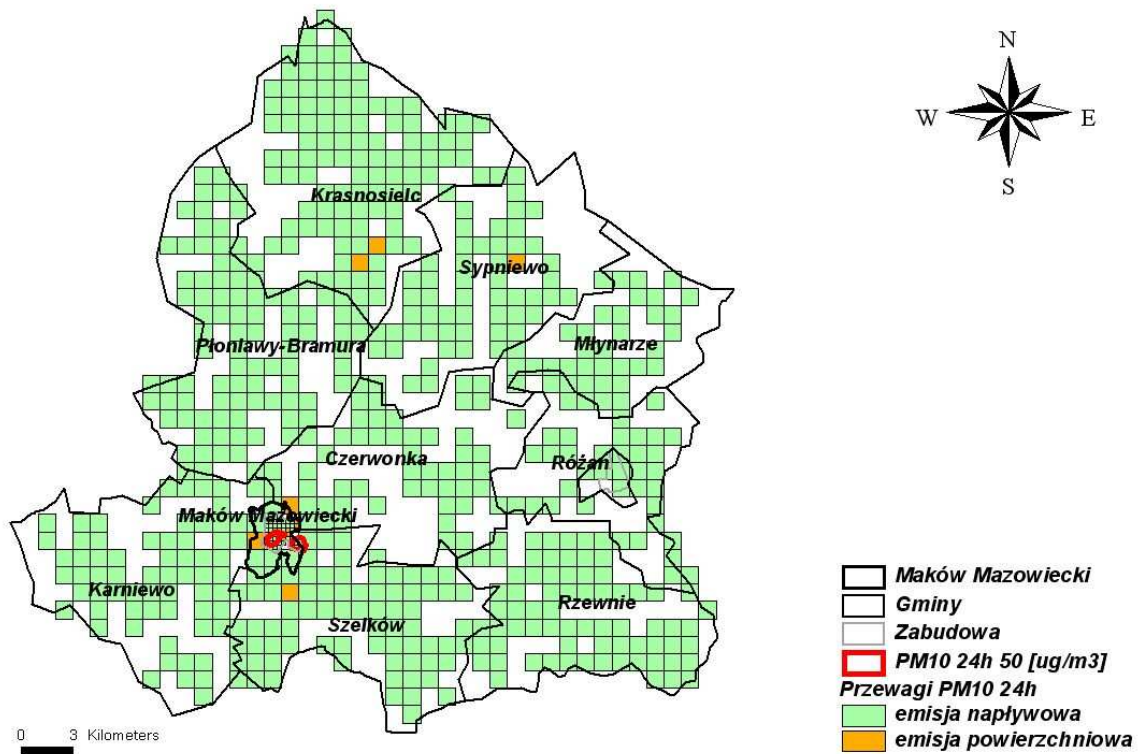 N
W E
S
Krasnosielc
Sypniewo
Płoniawy-Bramura
Młynarze
Czerwonka
Różan
Maków Mazowiecki
Karniewo
Rzewnie
Szelków
Maków Mazowiecki
Gminy
Zabudowa
PM10 24h 50 [ug/m3]
Przewagi PM10 24h
emisja napływowa
emisja powierzchniowa
0 3 Kilometers